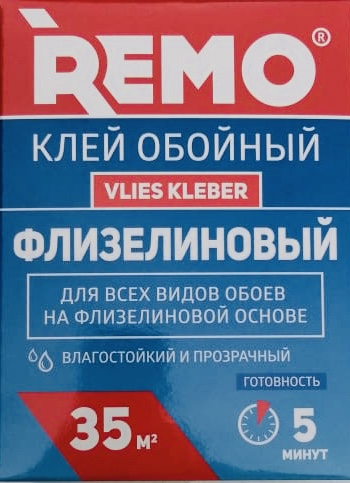 REMO®
КЛЕЙ ОБОЙНЫЙ
VLIES KLEBER
ФЛИЗЕЛИНОВЫЙ
ДЛЯ ВСЕХ ВИДОВ ОБОЕВ
НА ФЛИЗЕЛИНОВОЙ ОСНОВЕ
ВЛАГОСТОЙКИЙ И ПРОЗРАЧНЫЙ
ГОТОВНОСТЬ
35 М²
5
МИНУТ